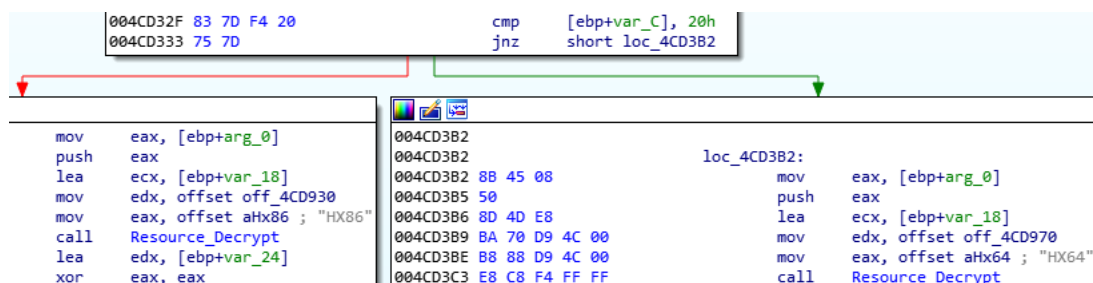 004CD32F 83 7D F4 20 cmp [ebp+var_C], 20h
004CD333 75 7D jnz short loc_4CD3B2
mov eax, [ebp+arg_0]
push eax
lea ecx, [ebp+var_18]
mov edx, offset off_4CD930
mov eax, offset aHx86 ; "HX86"
call Resource_Decrypt
lea edx, [ebp+var_24]
xor eax, eax
004CD3B2
004CD3B2 loc_4CD3B2:
004CD3B2 8B 45 08 mov eax, [ebp+arg_0]
004CD3B5 50 push eax
004CD3B6 8D 4D E8 lea ecx, [ebp+var_18]
004CD3B9 BA 70 D9 4C 00 mov edx, offset off_4CD970
004CD3BE B8 88 D9 4C 00 mov eax, offset aHx64 ; "HX64"
004CD3C3 E8 C8 F4 FF FF call Resource_Decrypt